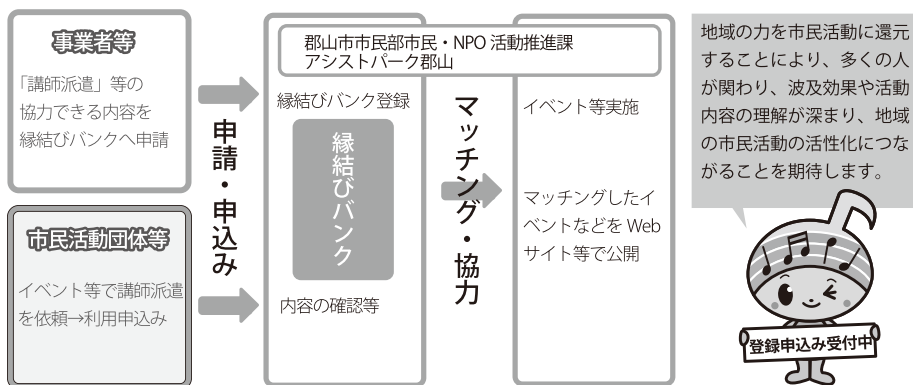 事業者等
「講師派遣」等の
協力できる内容を
縁結びバンクへ申請
市民活動団体等
イベント等で講師派遣
を依頼→利用申込み
申請・申込み
郡山市市民部市民・NPO 活動推進課
アシストパーク郡山
縁結びバンク登録
縁結びバンク
内容の確認等
マッチング・協力
イベント等実施
マッチングしたイ
ベントなどを Web
サイト等で公開
地域の力を市民活動に還元
することにより、多くの人
が関わり、波及効果や活動
内容の理解が深まり、地域
の市民活動の活性化につな
がることを期待します。
登録申込み受付中